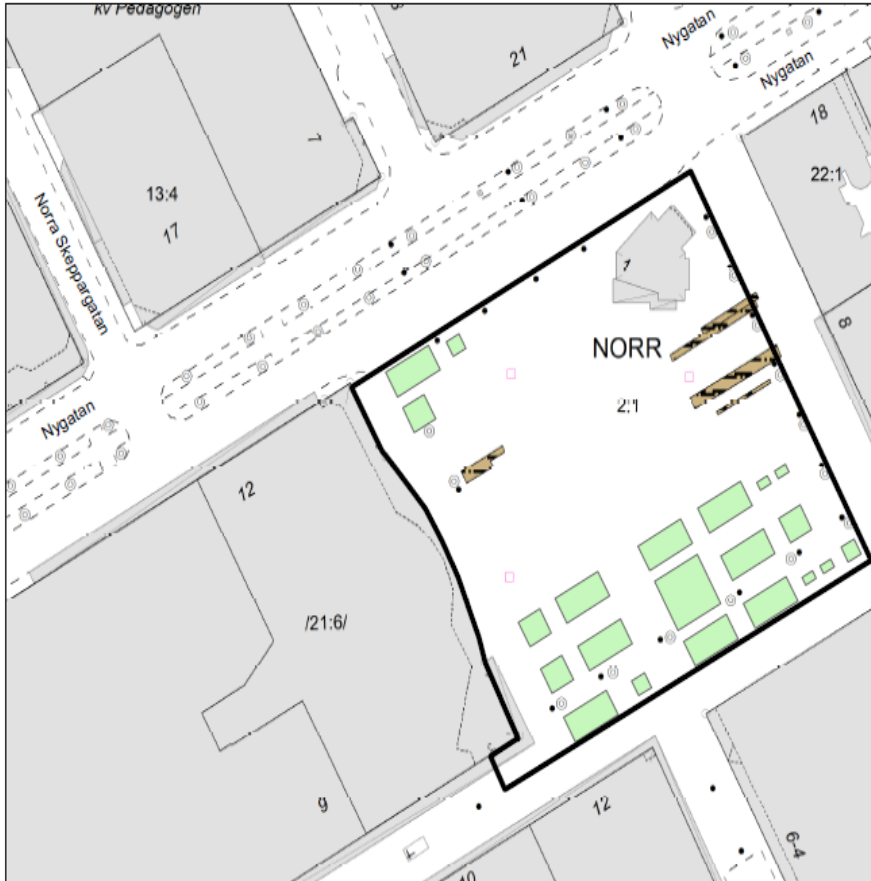 kv Pedagogen
Nygatan
Nygatan
21
18
22:1
7
13:4
17
Norra Skeppargatan
1
8
NORR
2:1
Nygatan
12
/21:6/
9
12
6-4
10